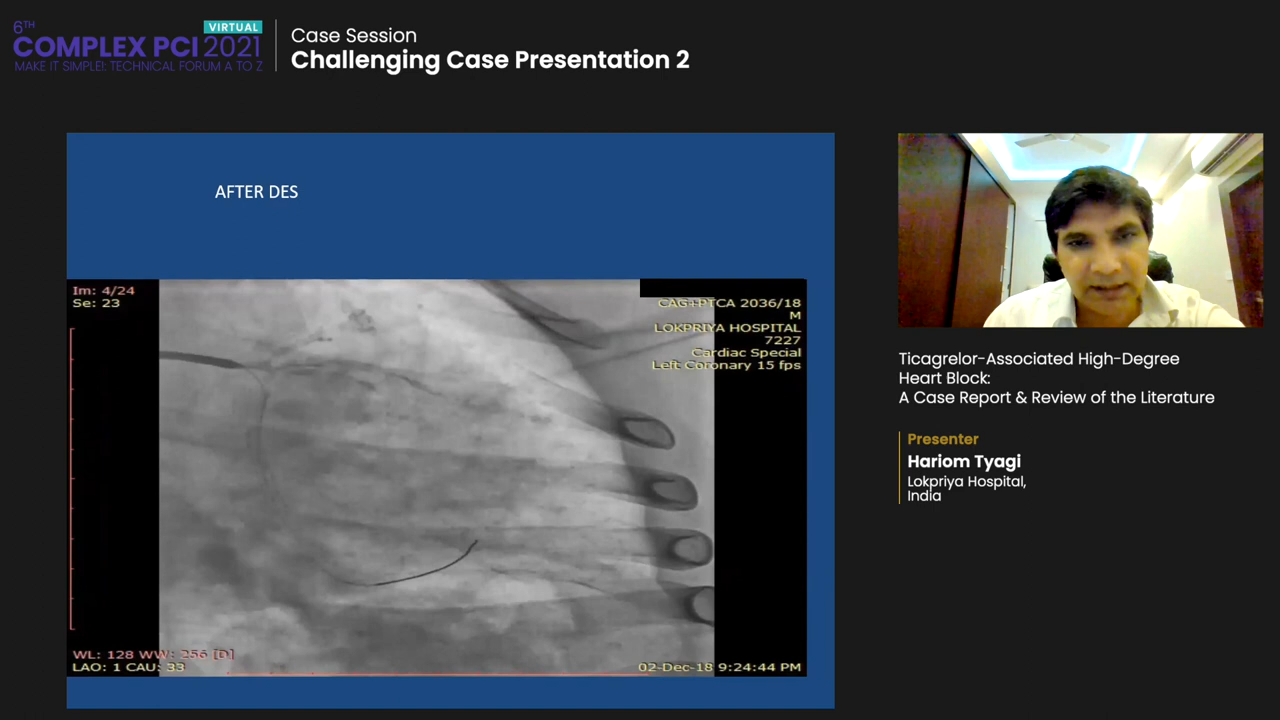 6TH
VIRTUAL
COMPLEX PCI 2021
MAKE IT SIMPLE!: TECHNICAL FORUM A TO Z
Case Session
Challenging Case Presentation 2
AFTER DES
Im: 4/24
Se: 23
CAG+PTCA 2036/18
M
LOKPRIYA HOSPITAL
7227
Cardiac Special
Left Coronary 15 fps
WL: 128 WW: 256 [D]
LAO: 1 CAU: 33
02-Dec-18 9:24:44 PM
Ticagrelor-Associated High-Degree
Heart Block:
A Case Report & Review of the Literature
Presenter
Hariom Tyagi
Lokpriya Hospital,
India